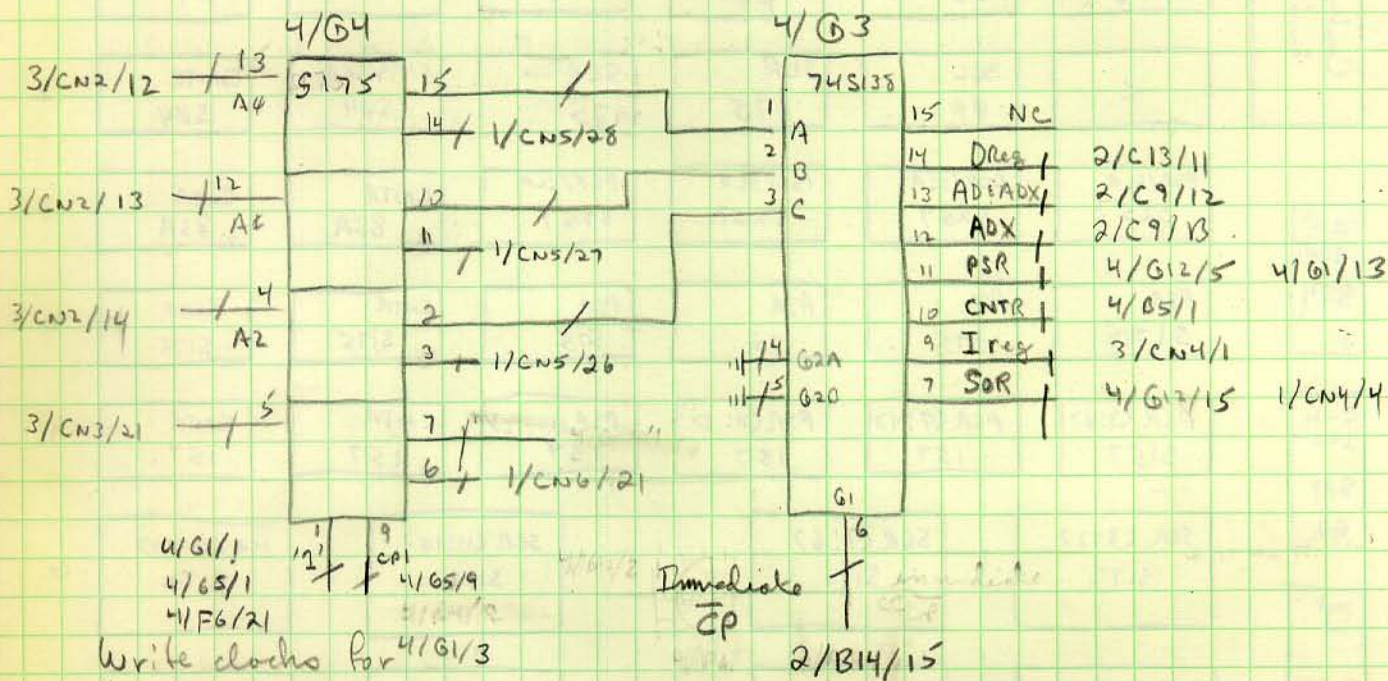 4/G4
4/G3
3/CN2/12 13 A4 S175 15
14 1/CN5/28
74S138
1 A
15 NC
2 B
14 DReg 2/C13/11
3/CN2/13 12 10
3 C
13 AD&ADX 2/C9/12
11 1/CN5/27
12 ADX 2/C9/13
11 PSR 4/G12/5 4/G1/13
3/CN2/14 4 A2 2
10 CNTR 4/B5/1
3 1/CN5/26
4 G2A
9 Ireg 3/CN4/1
5
7 SOR 4/G12/15 1/CN4/4
3/CN3/21 5
7
6 1/CN6/21
G1
6
4/G1/1 '1' 1 9 CP1
4/G5/1 4/G5/9
4/F6/21
Immediate
CP
Write clocks for 4/G1/3
2/B14/15